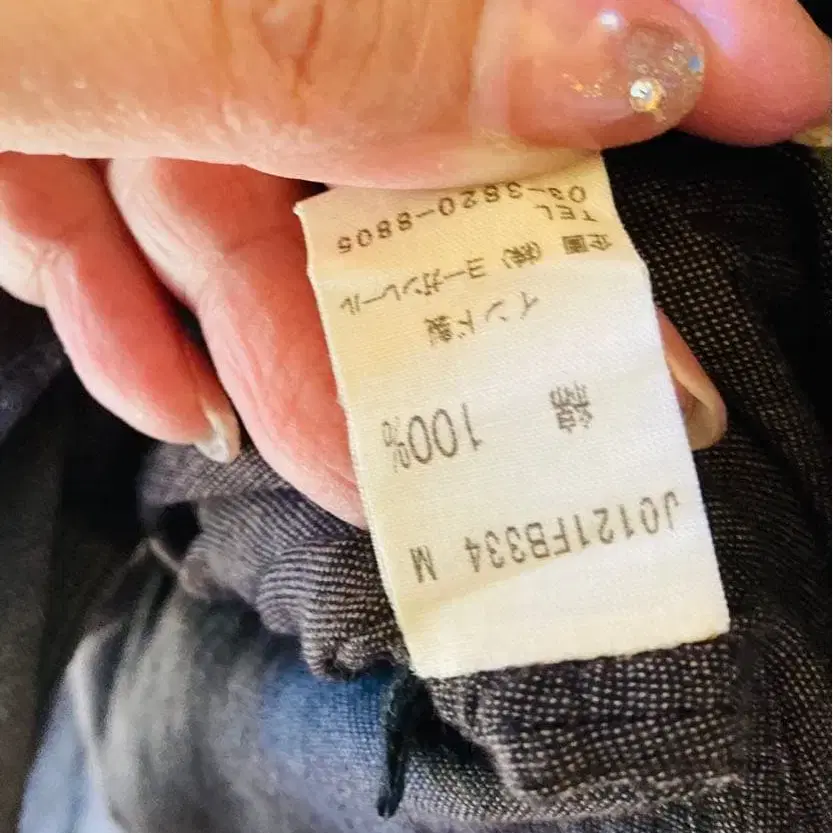 J0121FB334 M
綿 100%
インド製
企画 ㈱ ヨーガンレール
TEL
03-3820-8805